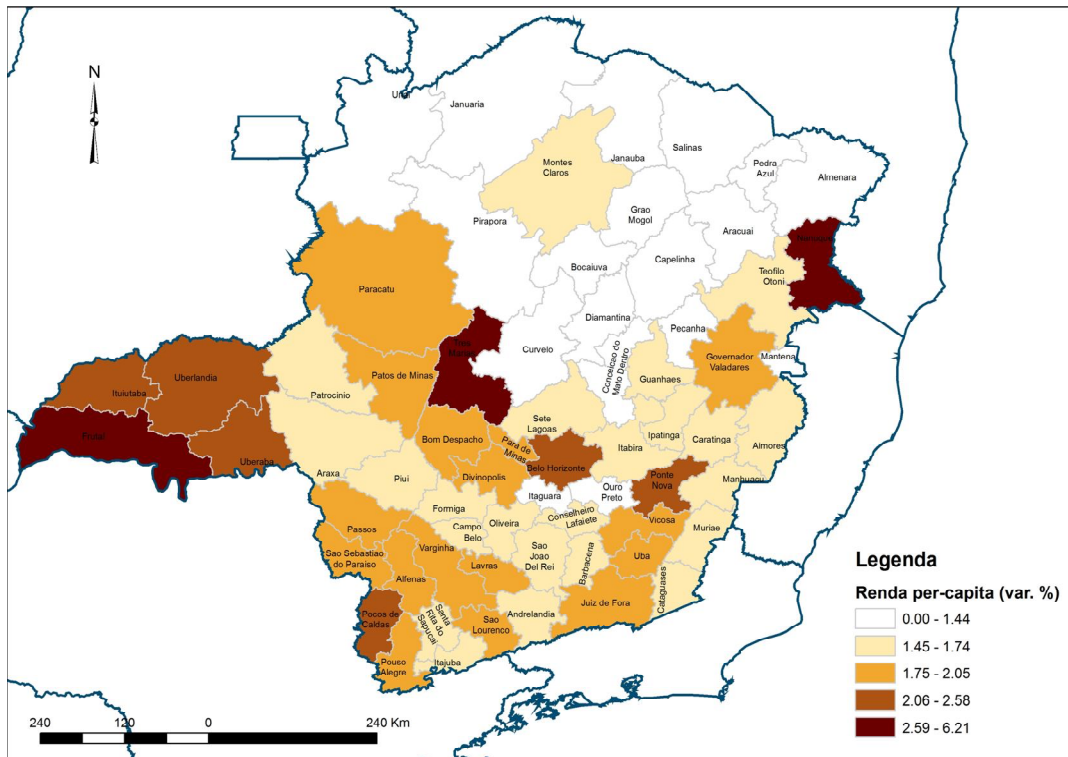 N
Unai
Januaria
Montes
Claros
Janauba
Salinas
Pedra
Azul
Almenara
Pirapora
Grao
Mogol
Aracuai
Nanuque
Paracatu
Bocaiuva
Capelinha
Teofilo
Otoni
Diamantina
Tres
Marias
Curvelo
Conceicao do
Mato Dentro
Pecanha
Governador
Valadares
Mantena
Uberlandia
Ituiutaba
Patos de Minas
Patrocinio
Guanhaes
Frutal
Uberaba
Sete
Lagoas
Bom Despacho
Para de
Minas
Belo Horizonte
Itabira
Ipatinga
Caratinga
Aimores
Araxa
Piui
Divinopolis
Itaguara
Ouro
Preto
Ponte
Nova
Manhuacu
Formiga
Campo
Belo
Oliveira
Conselheiro
Lafaiete
Vicosa
Muriae
Passos
Sao Sebastiao
do Paraiso
Varginha
Lavras
Sao
Joao
Del Rei
Barbacena
Uba
Alfenas
Cataguases
Pocos de
Caldas
Santa
Rita do
Sapucai
Sao
Lourenco
Andrelandia
Juiz de Fora
Pouso
Alegre
Itajuba
Legenda
Renda per-capita (var. %)
0.00 - 1.44
1.45 - 1.74
1.75 - 2.05
2.06 - 2.58
2.59 - 6.21
240 120 0 240 Km